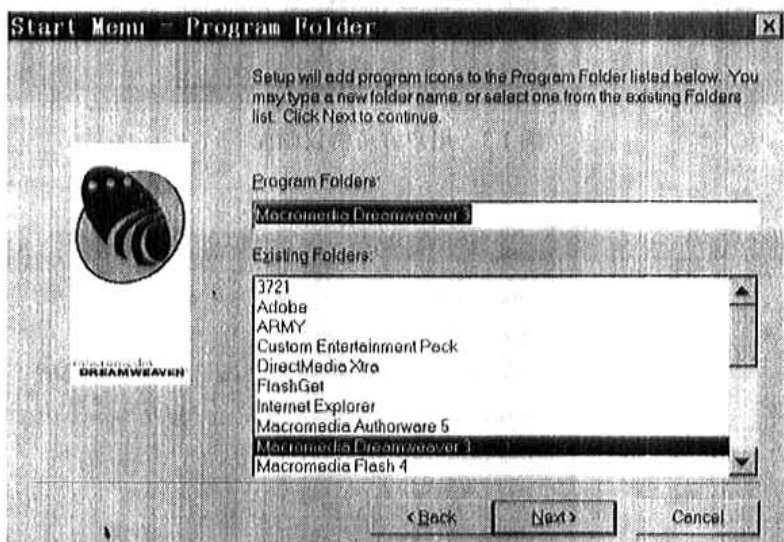 Start Menu - Program Folder
Setup will add program icons to the Program Folder listed below. You
may type a new folder name, or select one from the existing Folders
list. Click Next to continue.
Program Folders:
Macromedia Dreamweaver 3
Existing Folders:
3721
Adobe
ARMY
Custom Entertainment Pack
DirectMedia Xtra
FlashGet
Internet Explorer
Macromedia Authorware 5
Macromedia Dreamweaver 3
Macromedia Flash 4
macromedia
DREAMWEAVER
< Back
Next >
Cancel